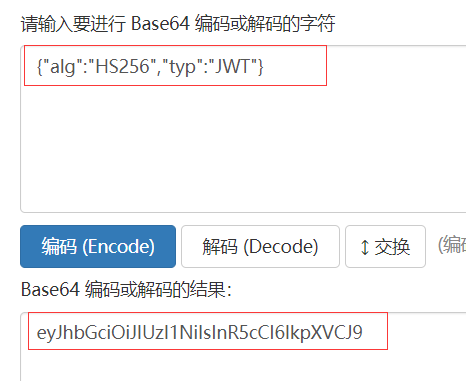 请输入要进行 Base64 编码或解码的字符
{"alg":"HS256","typ":"JWT"}
编码 (Encode) 解码 (Decode) ↕ 交换 (编码
Base64 编码或解码的结果：
eyJhbGciOiJIUzI1NiIsInR5cCI6IkpXVCJ9